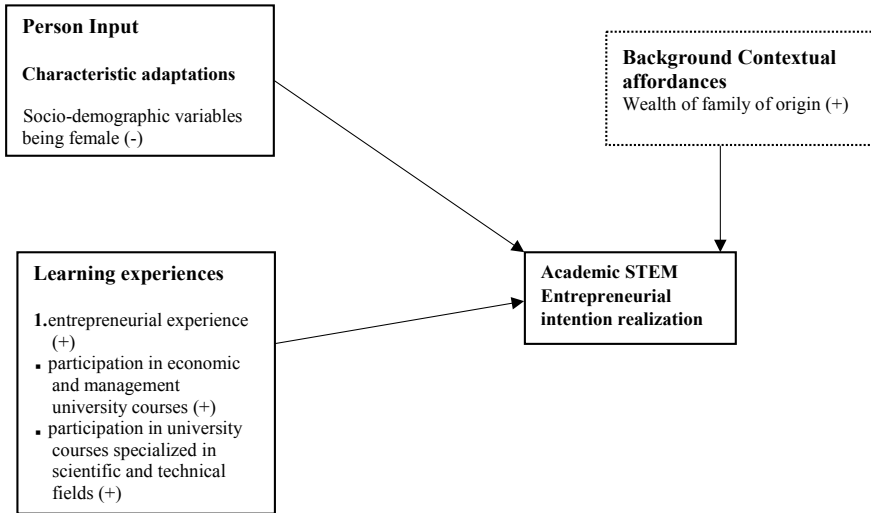 Person Input
Characteristic adaptations
Socio-demographic variables
being female (-)
Background Contextual
affordances
Wealth of family of origin (+)
Learning experiences
1.entrepreneurial experience
(+)
▪ participation in economic
and management
university courses (+)
▪ participation in university
courses specialized in
scientific and technical
fields (+)
Academic STEM
Entrepreneurial
intention realization